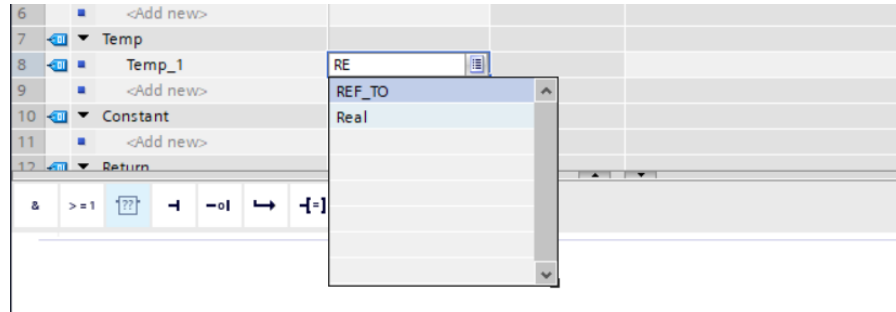 6 <Add new>
7 Temp
8 Temp_1 RE
9 <Add new>
REF_TO
10 Constant
Real
11 <Add new>
12 Return
& >=1 ??